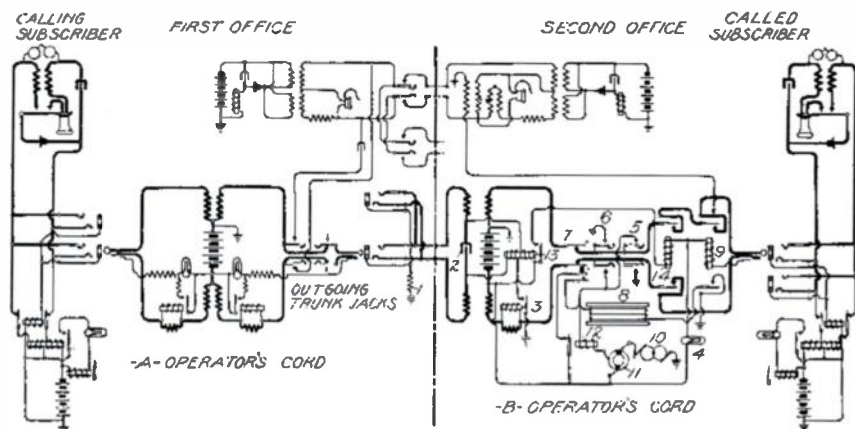 CALLING
SUBSCRIBER
FIRST OFFICE
SECOND OFFICE
CALLED
SUBSCRIBER
OUTGOING
TRUNK JACKS
-A- OPERATOR'S CORD
-B- OPERATOR'S CORD
1
2
3
4
5
6
7
8
9
10
11
12
13
14